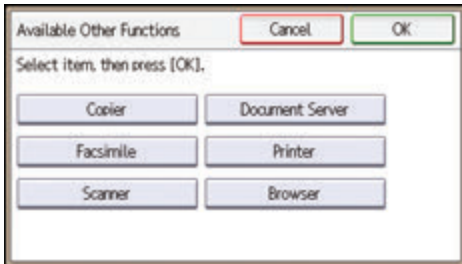 Available Other Functions Cancel OK
Select item, then press [OK].
Copier Document Server
Facsimile Printer
Scanner Browser